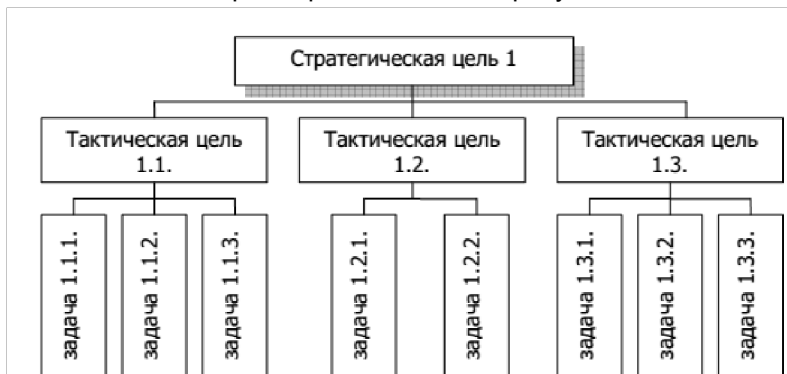 Стратегическая цель 1
Тактическая цель
1.1.
Тактическая цель
1.2.
Тактическая цель
1.3.
задача 1.1.1.
задача 1.1.2.
задача 1.1.3.
задача 1.2.1.
задача 1.2.2.
задача 1.3.1.
задача 1.3.2.
задача 1.3.3.